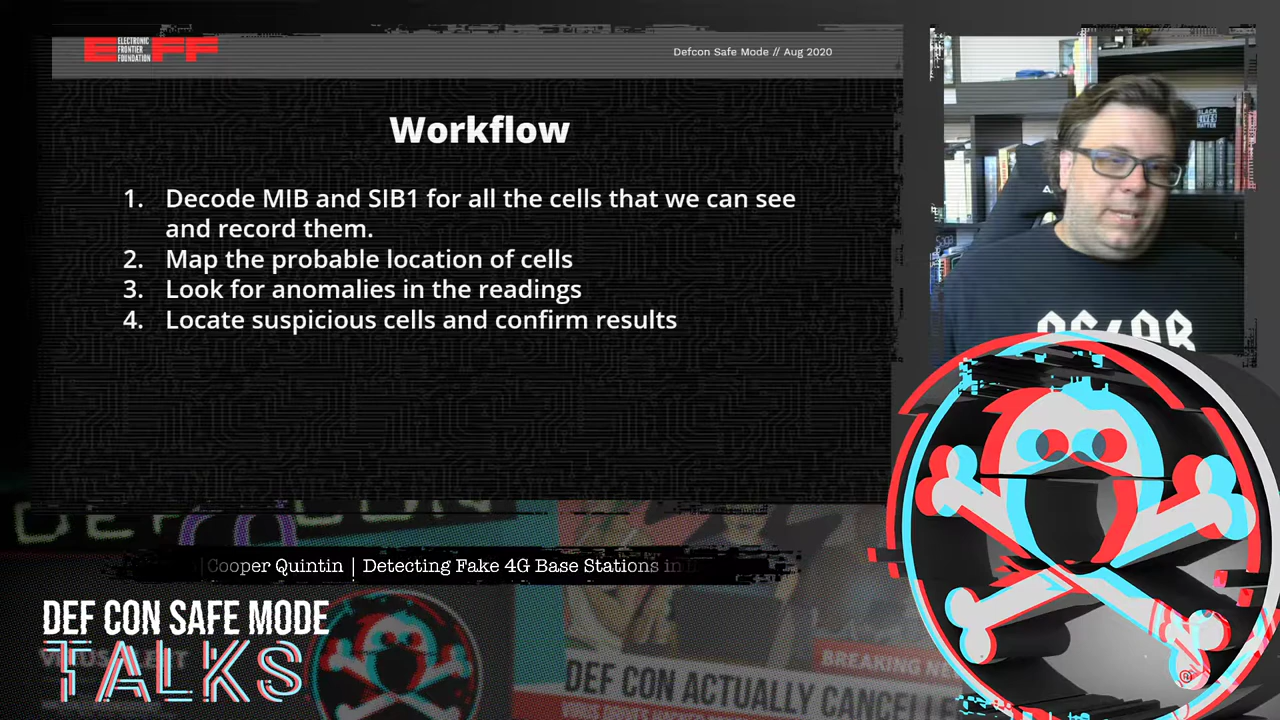 EFF
ELECTRONIC
FRONTIER
FOUNDATION
Defcon Safe Mode // Aug 2020
Workflow
1. Decode MIB and SIB1 for all the cells that we can see
and record them.
2. Map the probable location of cells
3. Look for anomalies in the readings
4. Locate suspicious cells and confirm results
DEF CON
Cooper Quintin | Detecting Fake 4G Base Stations in
DEF CON SAFE MODE
TALKS
BREAKING NE
DEF CON ACTUALLY CANCELLE
®